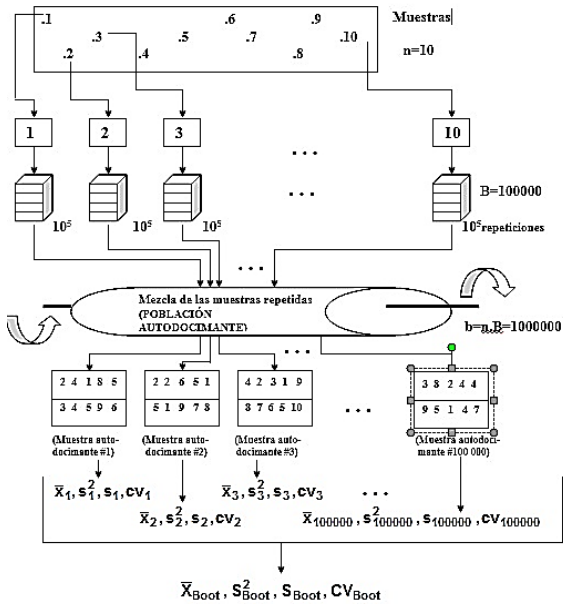 .1 .6 .9 Muestras
.3 .5 .7 .10
.2 .4 .8 n=10
1 2 3 10
...
... B=100000
10⁵ 10⁵ 10⁵ 10⁵repeticiones
...
Mezcla de las muestras repetidas
(POBLACIÓN
AUTODOCIMANTE)
b=n.B=1000000
...
2 4 1 8 5
3 4 5 9 6
2 2 6 5 1
5 1 9 7 8
4 2 3 1 9
8 7 6 5 10
...
3 8 2 4 4
9 5 1 4 7
(Muestra auto-
docimante #1)
(Muestra auto-
docimante #2)
(Muestra auto-
docimante #3)
(Muestra autodoci-
mante #100 000)
x̄₁, s²₁, s₁, cv₁
x̄₃, s²₃, s₃, cv₃
...
x̄₂, s²₂, s₂, cv₂
x̄₁₀₀₀₀₀, s²₁₀₀₀₀₀, s₁₀₀₀₀₀, cv₁₀₀₀₀₀
X̄Boot, S²Boot, SBoot, CVBoot